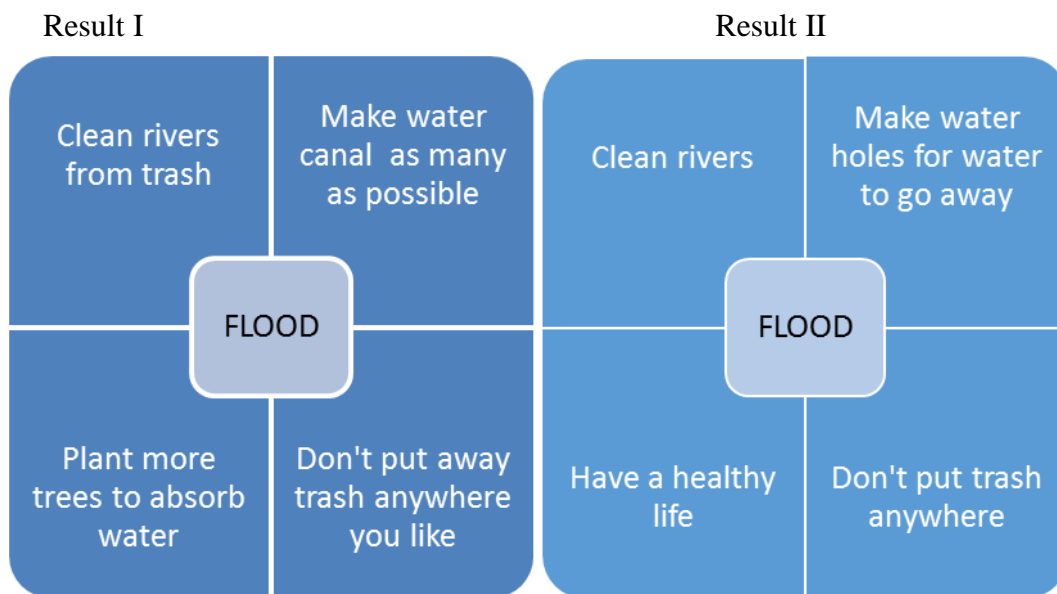 Result I
Clean rivers
from trash
Make water
canal as many
as possible
FLOOD
Plant more
trees to absorb
water
Don't put away
trash anywhere
you like
Result II
Clean rivers
Make water
holes for water
to go away
FLOOD
Have a healthy
life
Don't put trash
anywhere